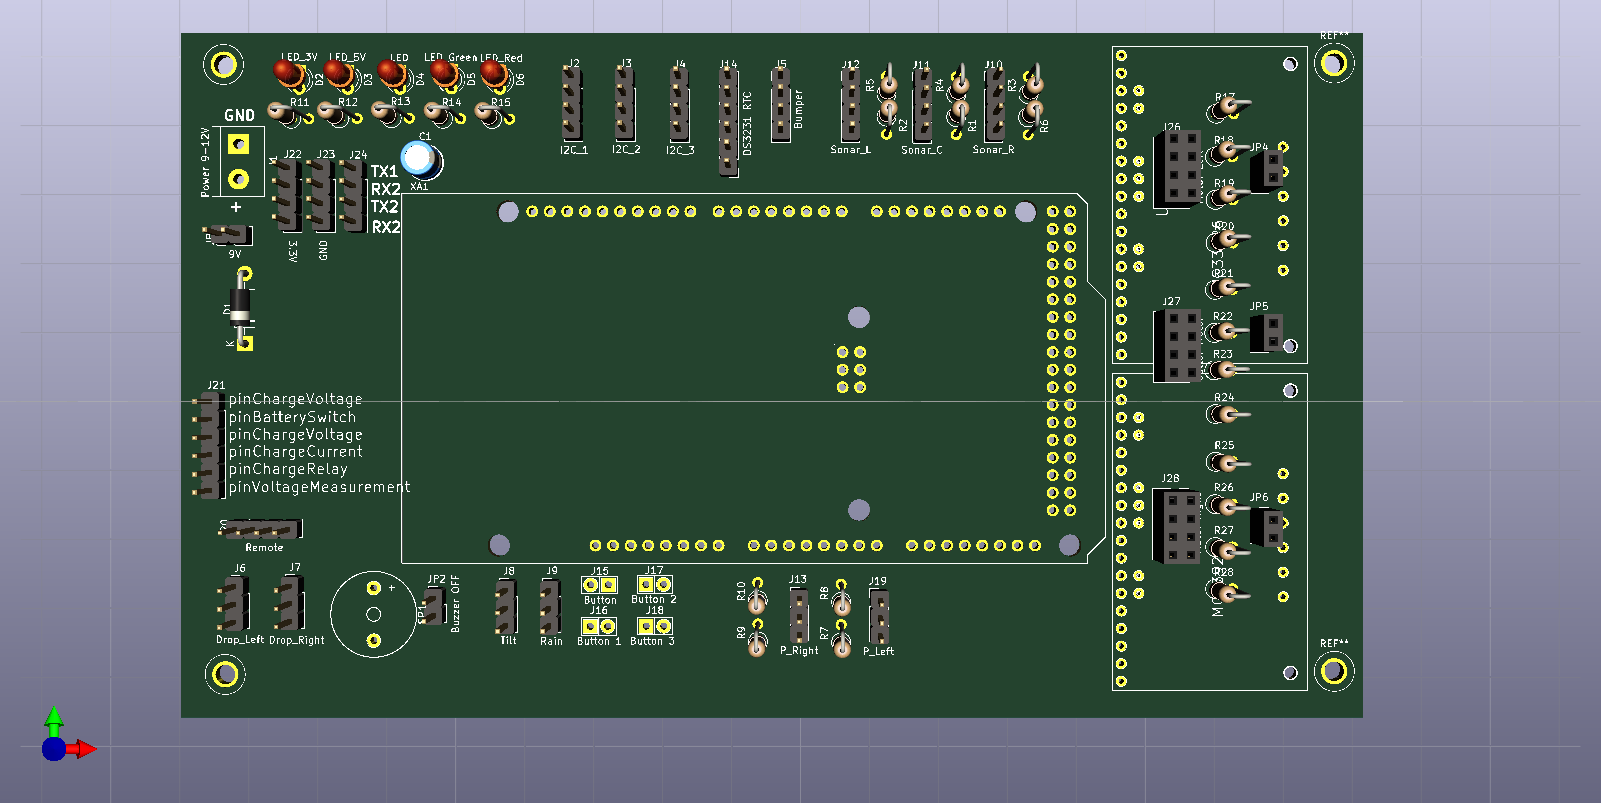 LED_3V LED_5V LED LED_Green LED_Red
D2 D3 D4 D5 D6
R11 R12 R13 R14 R15
J2 J3 J4 J14 J5
DS3231 RTC
Bumper
I2C_1 I2C_2 I2C_3
J12 J11 J10
R5 R4 R3
R2 R1 R6
Sonar_L Sonar_C Sonar_R
REF**
GND
Power 9-12V
+
J22 J23 J24
TX1
RX2
TX2
RX2
3.3V GND
C1
XA1
9V
D1
K
R17
J26
R18
JP4
R19
R20
R21
J27
R22
JP5
R23
R24
R25
J28
R26
JP6
R27
R28
J21
pinChargeVoltage
pinBatterySwitch
pinChargeVoltage
pinChargeCurrent
pinChargeRelay
pinVoltageMeasurement
Remote
J6 J7
Drop_Left Drop_Right
+
JP2
Buzzer OFF
J8 J9
Tilt Rain
J15 J17
Button Button 2
J16 J18
Button 1 Button 3
R10 J13 R8 J19
R9 R7
P_Right P_Left
REF**